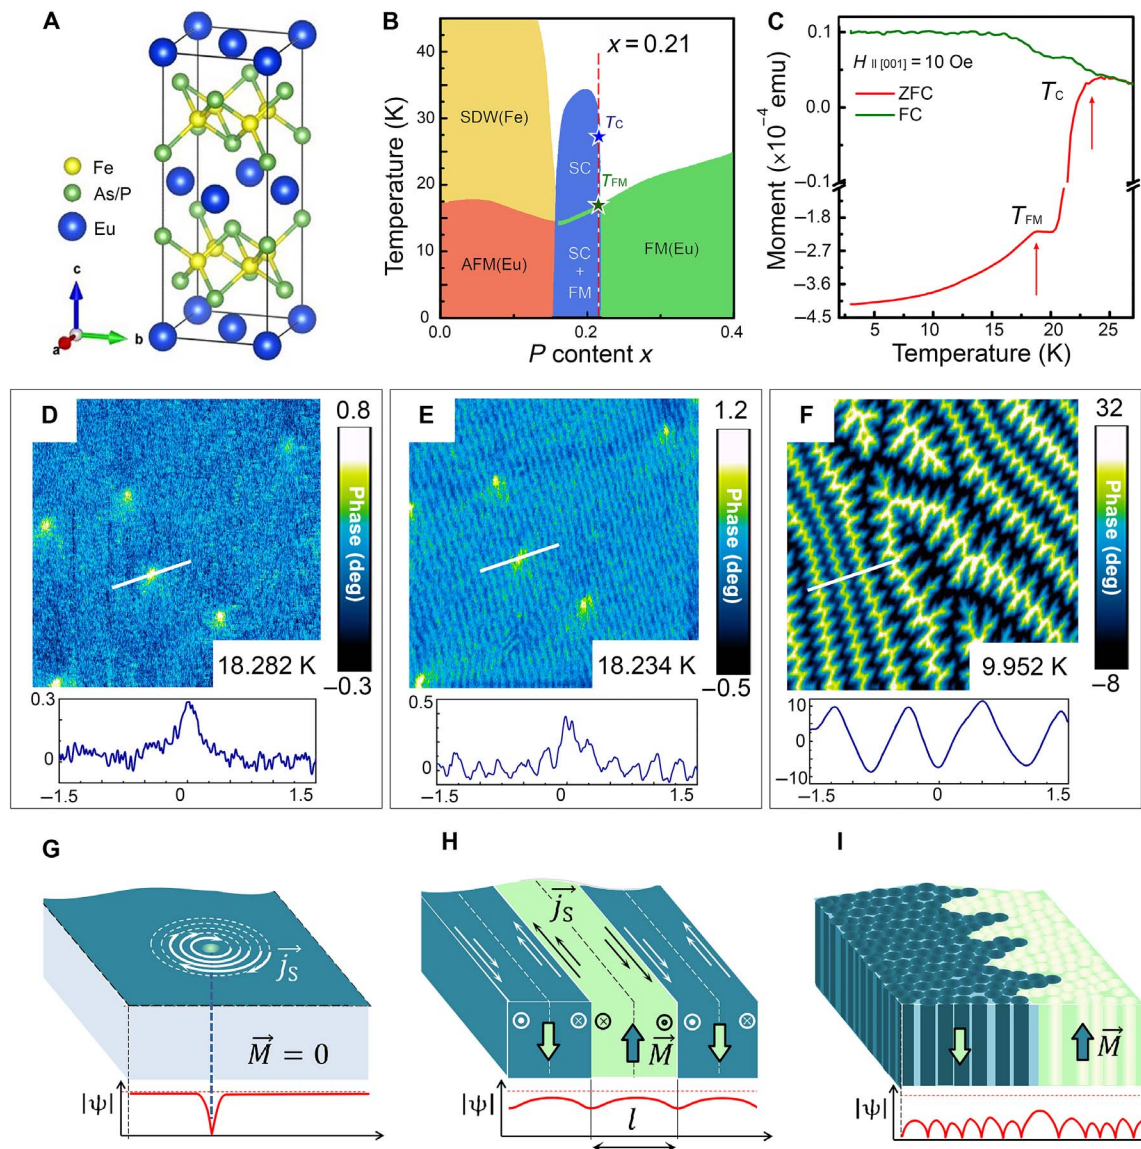 A
Fe
As/P
Eu
c
a
b
B
x = 0.21
Temperature (K)
40
30
20
10
0
SDW(Fe)
AFM(Eu)
SC
T_C
T_FM
SC
+
FM
FM(Eu)
0.0
0.2
0.4
P content x
C
Moment (×10⁻⁴ emu)
0.1
0.0
−0.1
−1.8
−2.7
−3.6
−4.5
H ∥ [001] = 10 Oe
ZFC
FC
T_C
T_FM
5
10
15
20
25
Temperature (K)
D
0.8
Phase (deg)
−0.3
18.282 K
0.3
0
−1.5
0
1.5
E
1.2
Phase (deg)
−0.5
18.234 K
0.5
0
−1.5
0
1.5
F
32
Phase (deg)
−8
9.952 K
10
0
−10
−1.5
0
1.5
G
j⃗_S
M⃗ = 0
|ψ|
H
j⃗_S
M⃗
|ψ|
l
I
M⃗
|ψ|